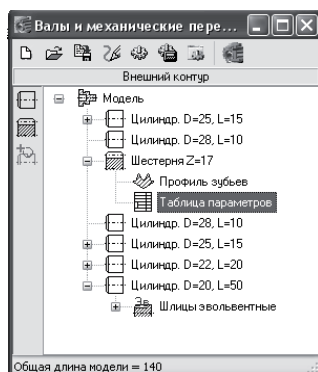 Валы и механические пере...
Внешний контур
Модель
Цилиндр. D=25, L=15
Цилиндр. D=28, L=10
Шестерня Z=17
Профиль зубьев
Таблица параметров
Цилиндр. D=28, L=10
Цилиндр. D=25, L=15
Цилиндр. D=22, L=20
Цилиндр. D=20, L=50
Шлицы эвольвентные
Общая длина модели = 140